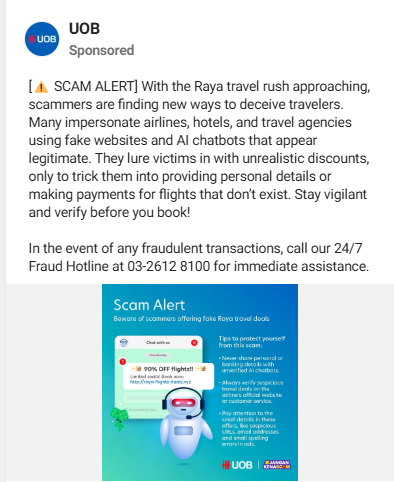 UOB
UOB
Sponsored
[⚠ SCAM ALERT] With the Raya travel rush approaching,
scammers are finding new ways to deceive travelers.
Many impersonate airlines, hotels, and travel agencies
using fake websites and AI chatbots that appear
legitimate. They lure victims in with unrealistic discounts,
only to trick them into providing personal details or
making payments for flights that don't exist. Stay vigilant
and verify before you book!
In the event of any fraudulent transactions, call our 24/7
Fraud Hotline at 03-2612 8100 for immediate assistance.
Scam Alert
Beware of scammers offering fake Raya travel deals
Chat with us
90% OFF flights!!
Limited seats! Book now:
http://raya-flights-deals.xyz
Tips to protect yourself
from this scam:
• Never share personal or
banking details with
unverified AI chatbots.
• Always verify suspicious
travel deals on the
airline's official website
or customer service.
• Pay attention to the
small details in these
offers, like suspicious
URLs, email addresses
and small spelling
errors in ads.
UOB
#JANGAN
KENASCAM